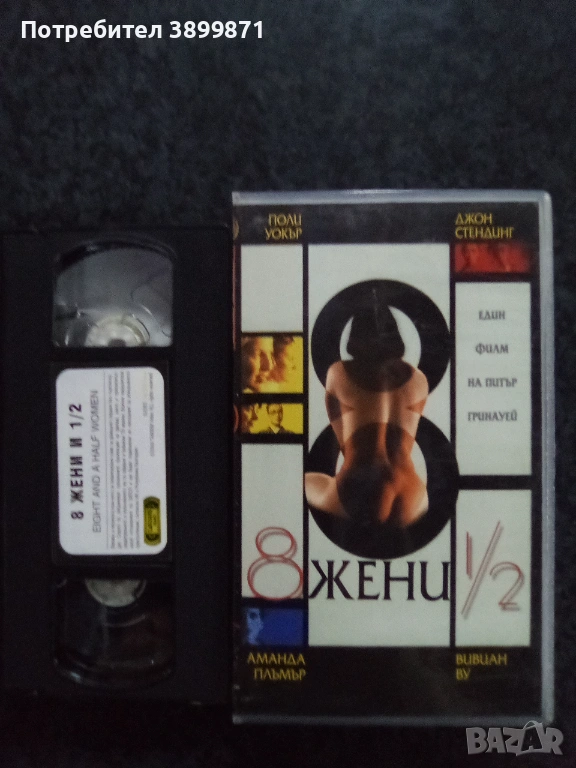 Потребител 3899871
ПОЛИ
УОКЪР
ДЖОН
СТЕНДИНГ
ЕДИН
ФИЛМ
НА ПИТЪР
ГРИНАУЕЙ
8 ЖЕНИ 1/2
АМАНДА
ПЛЪМЪР
ВИВИАН
ВУ
8 ЖЕНИ И 1/2
EIGHT AND A HALF WOMEN
BAZAR